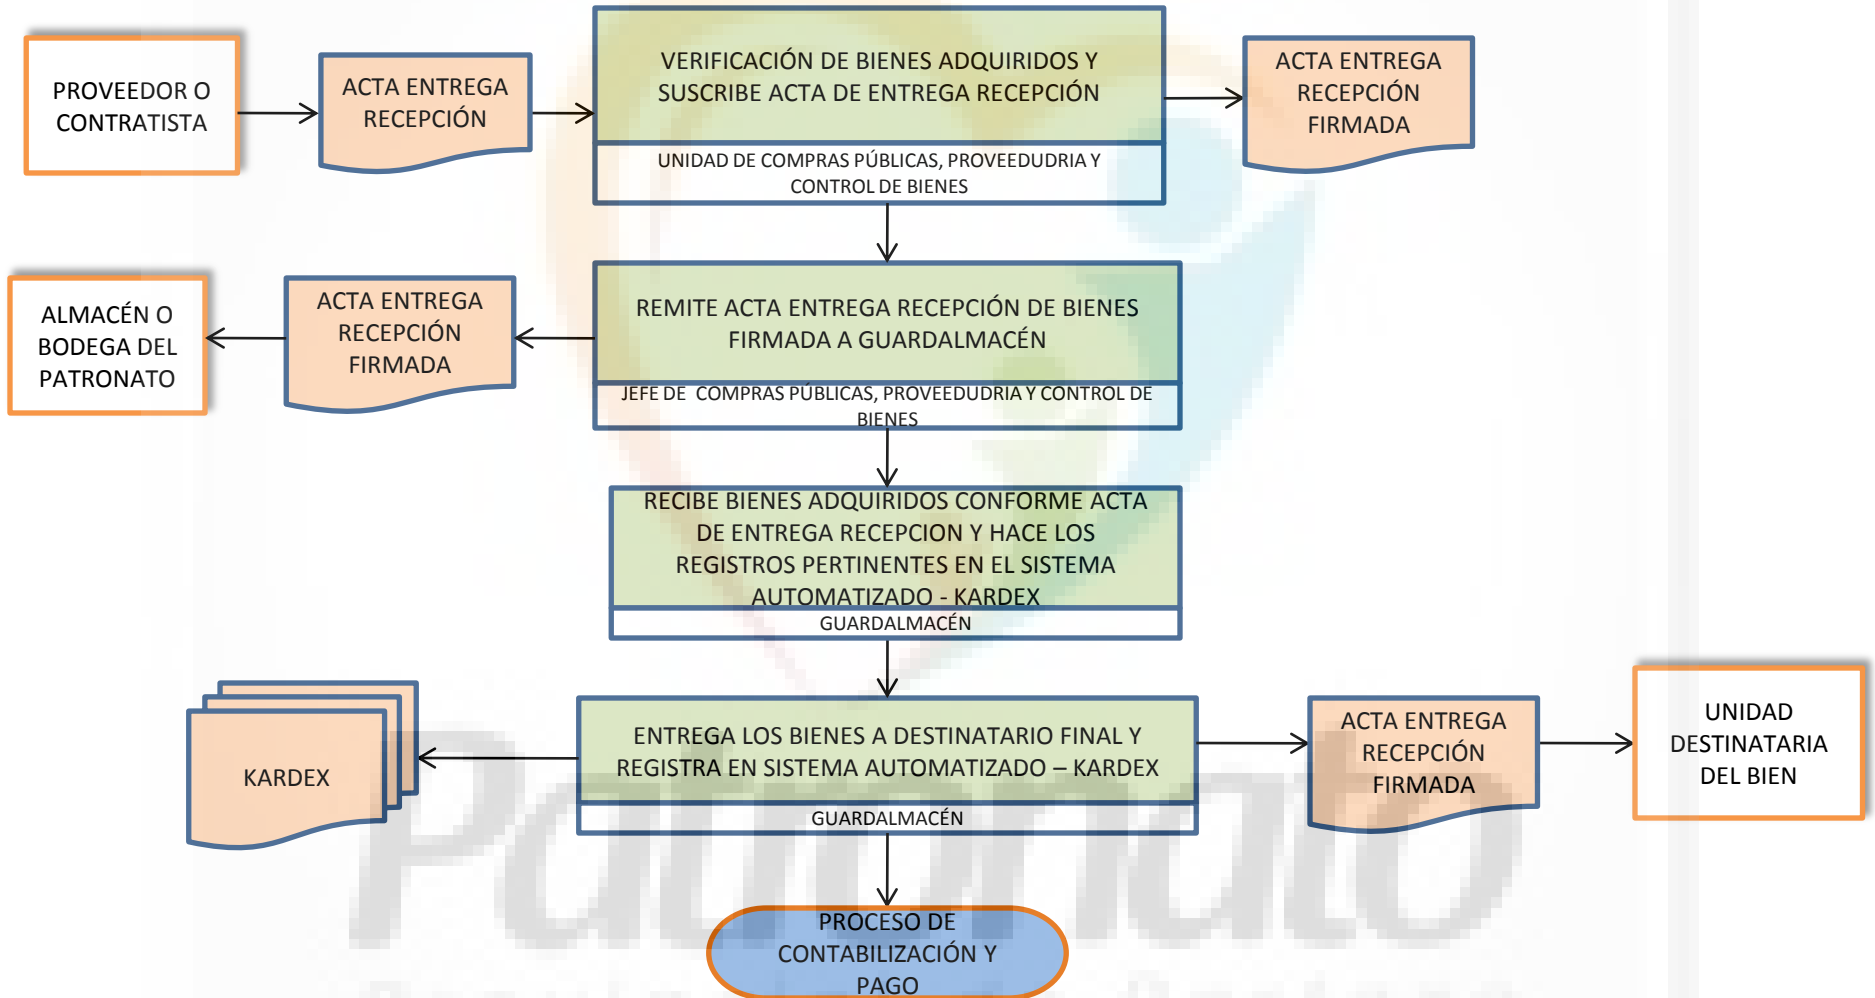 PROVEEDOR O
CONTRATISTA
ACTA ENTREGA
RECEPCIÓN
VERIFICACIÓN DE BIENES ADQUIRIDOS Y
SUSCRIBE ACTA DE ENTREGA RECEPCIÓN
UNIDAD DE COMPRAS PÚBLICAS, PROVEEDUDRIA Y
CONTROL DE BIENES
ACTA ENTREGA
RECEPCIÓN
FIRMADA
ALMACÉN O
BODEGA DEL
PATRONATO
ACTA ENTREGA
RECEPCIÓN
FIRMADA
REMITE ACTA ENTREGA RECEPCIÓN DE BIENES
FIRMADA A GUARDALMACÉN
JEFE DE  COMPRAS PÚBLICAS, PROVEEDUDRIA Y CONTROL DE
BIENES
RECIBE BIENES ADQUIRIDOS CONFORME ACTA
DE ENTREGA RECEPCION Y HACE LOS
REGISTROS PERTINENTES EN EL SISTEMA
AUTOMATIZADO - KARDEX
GUARDALMACÉN
KARDEX
ENTREGA LOS BIENES A DESTINATARIO FINAL Y
REGISTRA EN SISTEMA AUTOMATIZADO – KARDEX
GUARDALMACÉN
ACTA ENTREGA
RECEPCIÓN
FIRMADA
UNIDAD
DESTINATARIA
DEL BIEN
Patronato
PROCESO DE
CONTABILIZACIÓN Y
PAGO